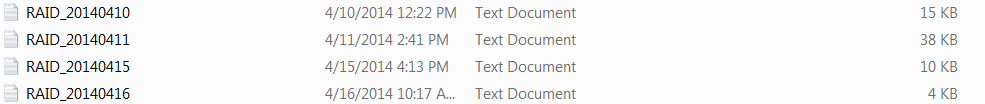 RAID_20140410 4/10/2014 12:22 PM Text Document 15 KB
RAID_20140411 4/11/2014 2:41 PM Text Document 38 KB
RAID_20140415 4/15/2014 4:13 PM Text Document 10 KB
RAID_20140416 4/16/2014 10:17 A... Text Document 4 KB